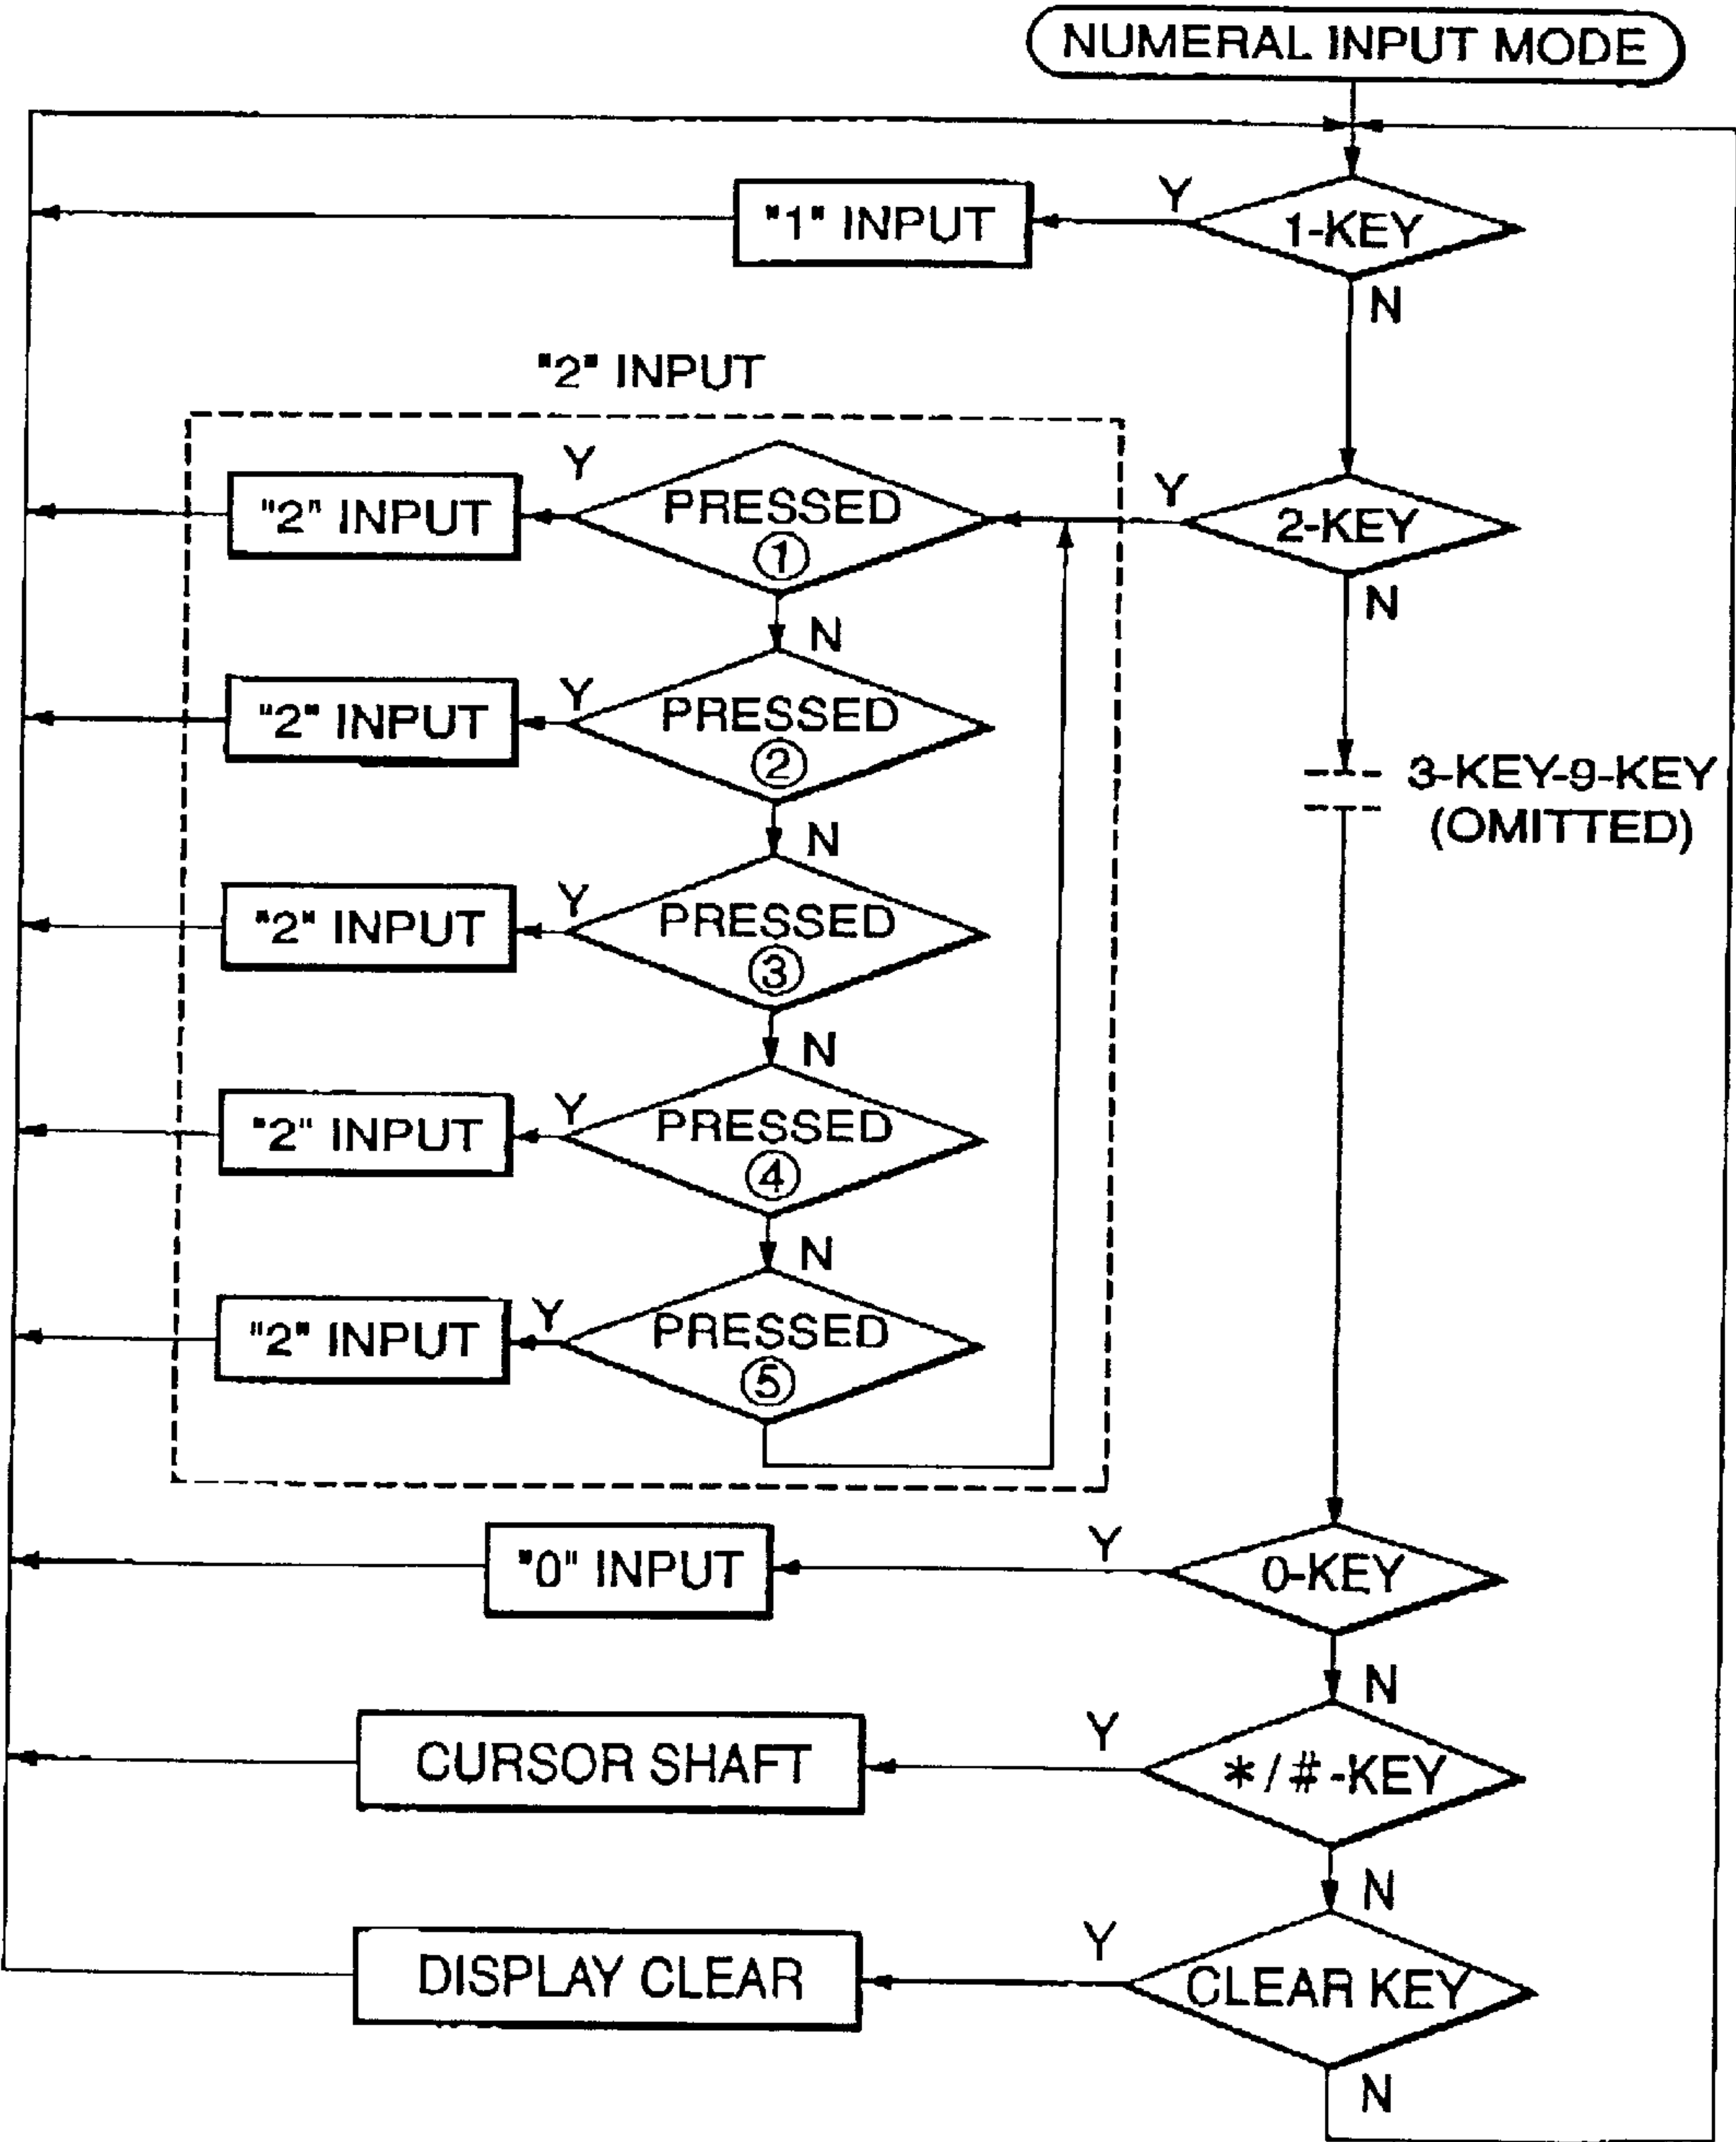 NUMERAL INPUT MODE
1-KEY
Y
"1" INPUT
N
2-KEY
Y
"2" INPUT
PRESSED
①
Y
"2" INPUT
N
PRESSED
②
Y
"2" INPUT
N
PRESSED
③
Y
"2" INPUT
N
PRESSED
④
Y
"2" INPUT
N
PRESSED
⑤
Y
"2" INPUT
N
3-KEY-9-KEY
(OMITTED)
0-KEY
Y
"0" INPUT
N
*/#-KEY
Y
CURSOR SHAFT
N
CLEAR KEY
Y
DISPLAY CLEAR
N